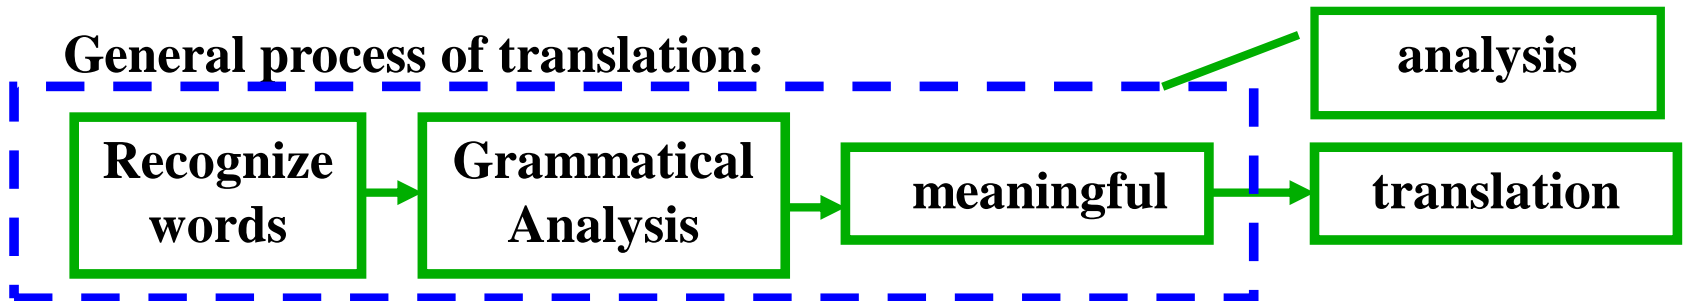 General process of translation:
analysis
Recognize
words
Grammatical
Analysis
meaningful
translation